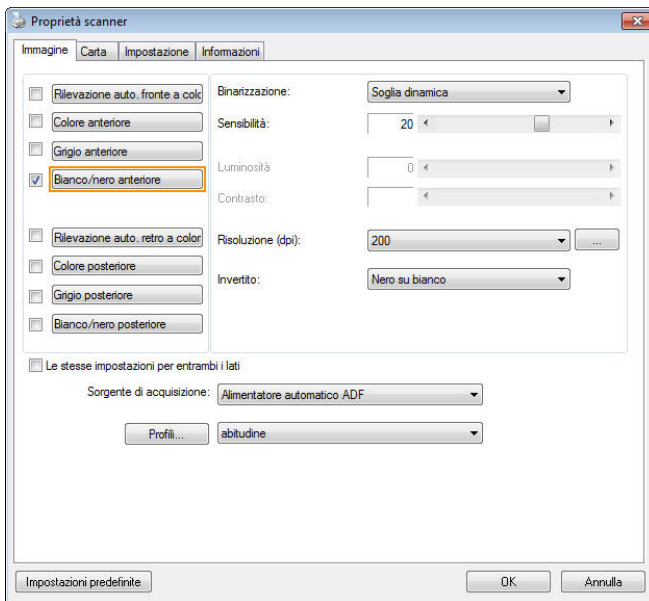 Proprietà scanner
Immagine Carta Impostazione Informazioni
Rilevazione auto. fronte a colo
Binarizzazione: Soglia dinamica
Colore anteriore
Sensibilità: 20
Grigio anteriore
Luminosità 0
Bianco/nero anteriore
Contrasto:
Rilevazione auto. retro a color
Risoluzione (dpi): 200 ...
Colore posteriore
Invertito: Nero su bianco
Grigio posteriore
Bianco/nero posteriore
Le stesse impostazioni per entrambi i lati
Sorgente di acquisizione: Alimentatore automatico ADF
Profili... abitudine
Impostazioni predefinite OK Annulla